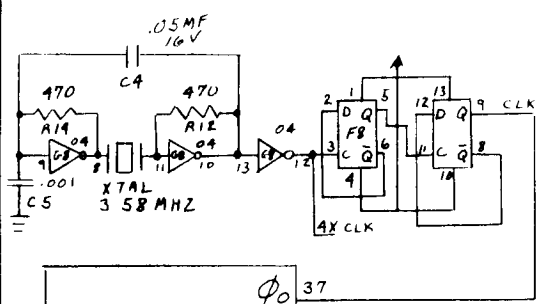 .05MF
16V
C4
470
R14
470
R12
9
G8
04
8
11
G8
04
10
13
G8
04
12
C5
.001
XTAL
3 58 MHZ
1
2
D
Q
5
F8
3
C
Q̅
6
4
13
12
D
Q
9
CLK
11
C
Q̅
8
10
4X CLK
Φ0
37